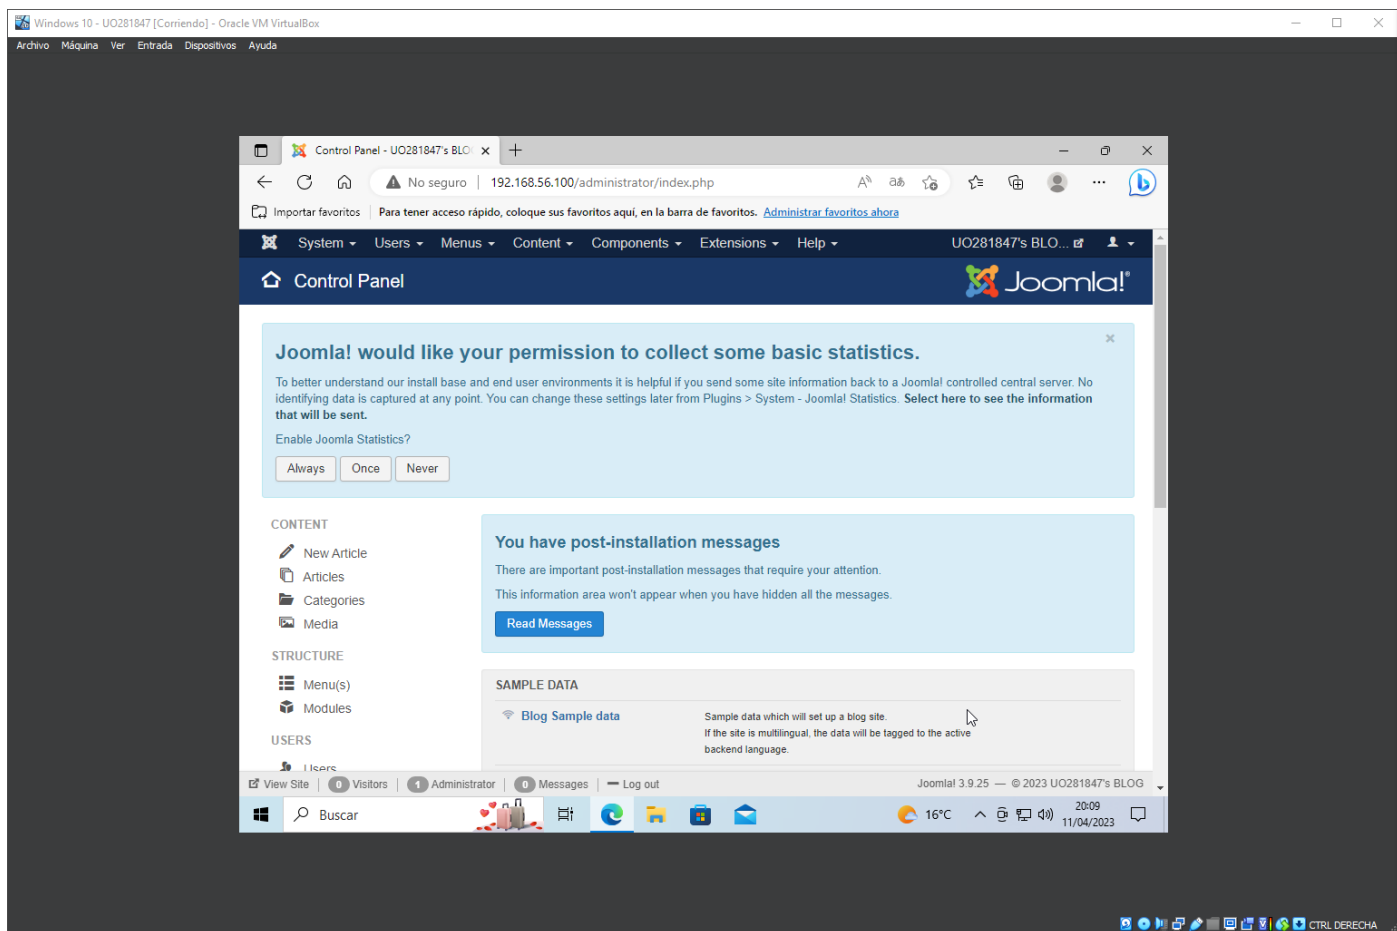 Windows 10 - UO281847 [Corriendo] - Oracle VM VirtualBox
Archivo Máquina Ver Entrada Dispositivos Ayuda
Control Panel - UO281847's BLO
No seguro | 192.168.56.100/administrator/index.php
Importar favoritos | Para tener acceso rápido, coloque sus favoritos aquí, en la barra de favoritos. Administrar favoritos ahora
System Users Menus Content Components Extensions Help UO281847's BLO...
Control Panel Joomla!®
Joomla! would like your permission to collect some basic statistics.
To better understand our install base and end user environments it is helpful if you send some site information back to a Joomla! controlled central server. No
identifying data is captured at any point. You can change these settings later from Plugins > System - Joomla! Statistics. Select here to see the information
that will be sent.
Enable Joomla Statistics?
Always Once Never
CONTENT
New Article
Articles
Categories
Media
STRUCTURE
Menu(s)
Modules
USERS
Users
You have post-installation messages
There are important post-installation messages that require your attention.
This information area won't appear when you have hidden all the messages.
Read Messages
SAMPLE DATA
Blog Sample data
Sample data which will set up a blog site.
If the site is multilingual, the data will be tagged to the active
backend language.
View Site | 0 Visitors | 1 Administrator | 0 Messages | Log out Joomla! 3.9.25 — © 2023 UO281847's BLOG
Buscar 16°C 20:09
11/04/2023
CTRL DERECHA